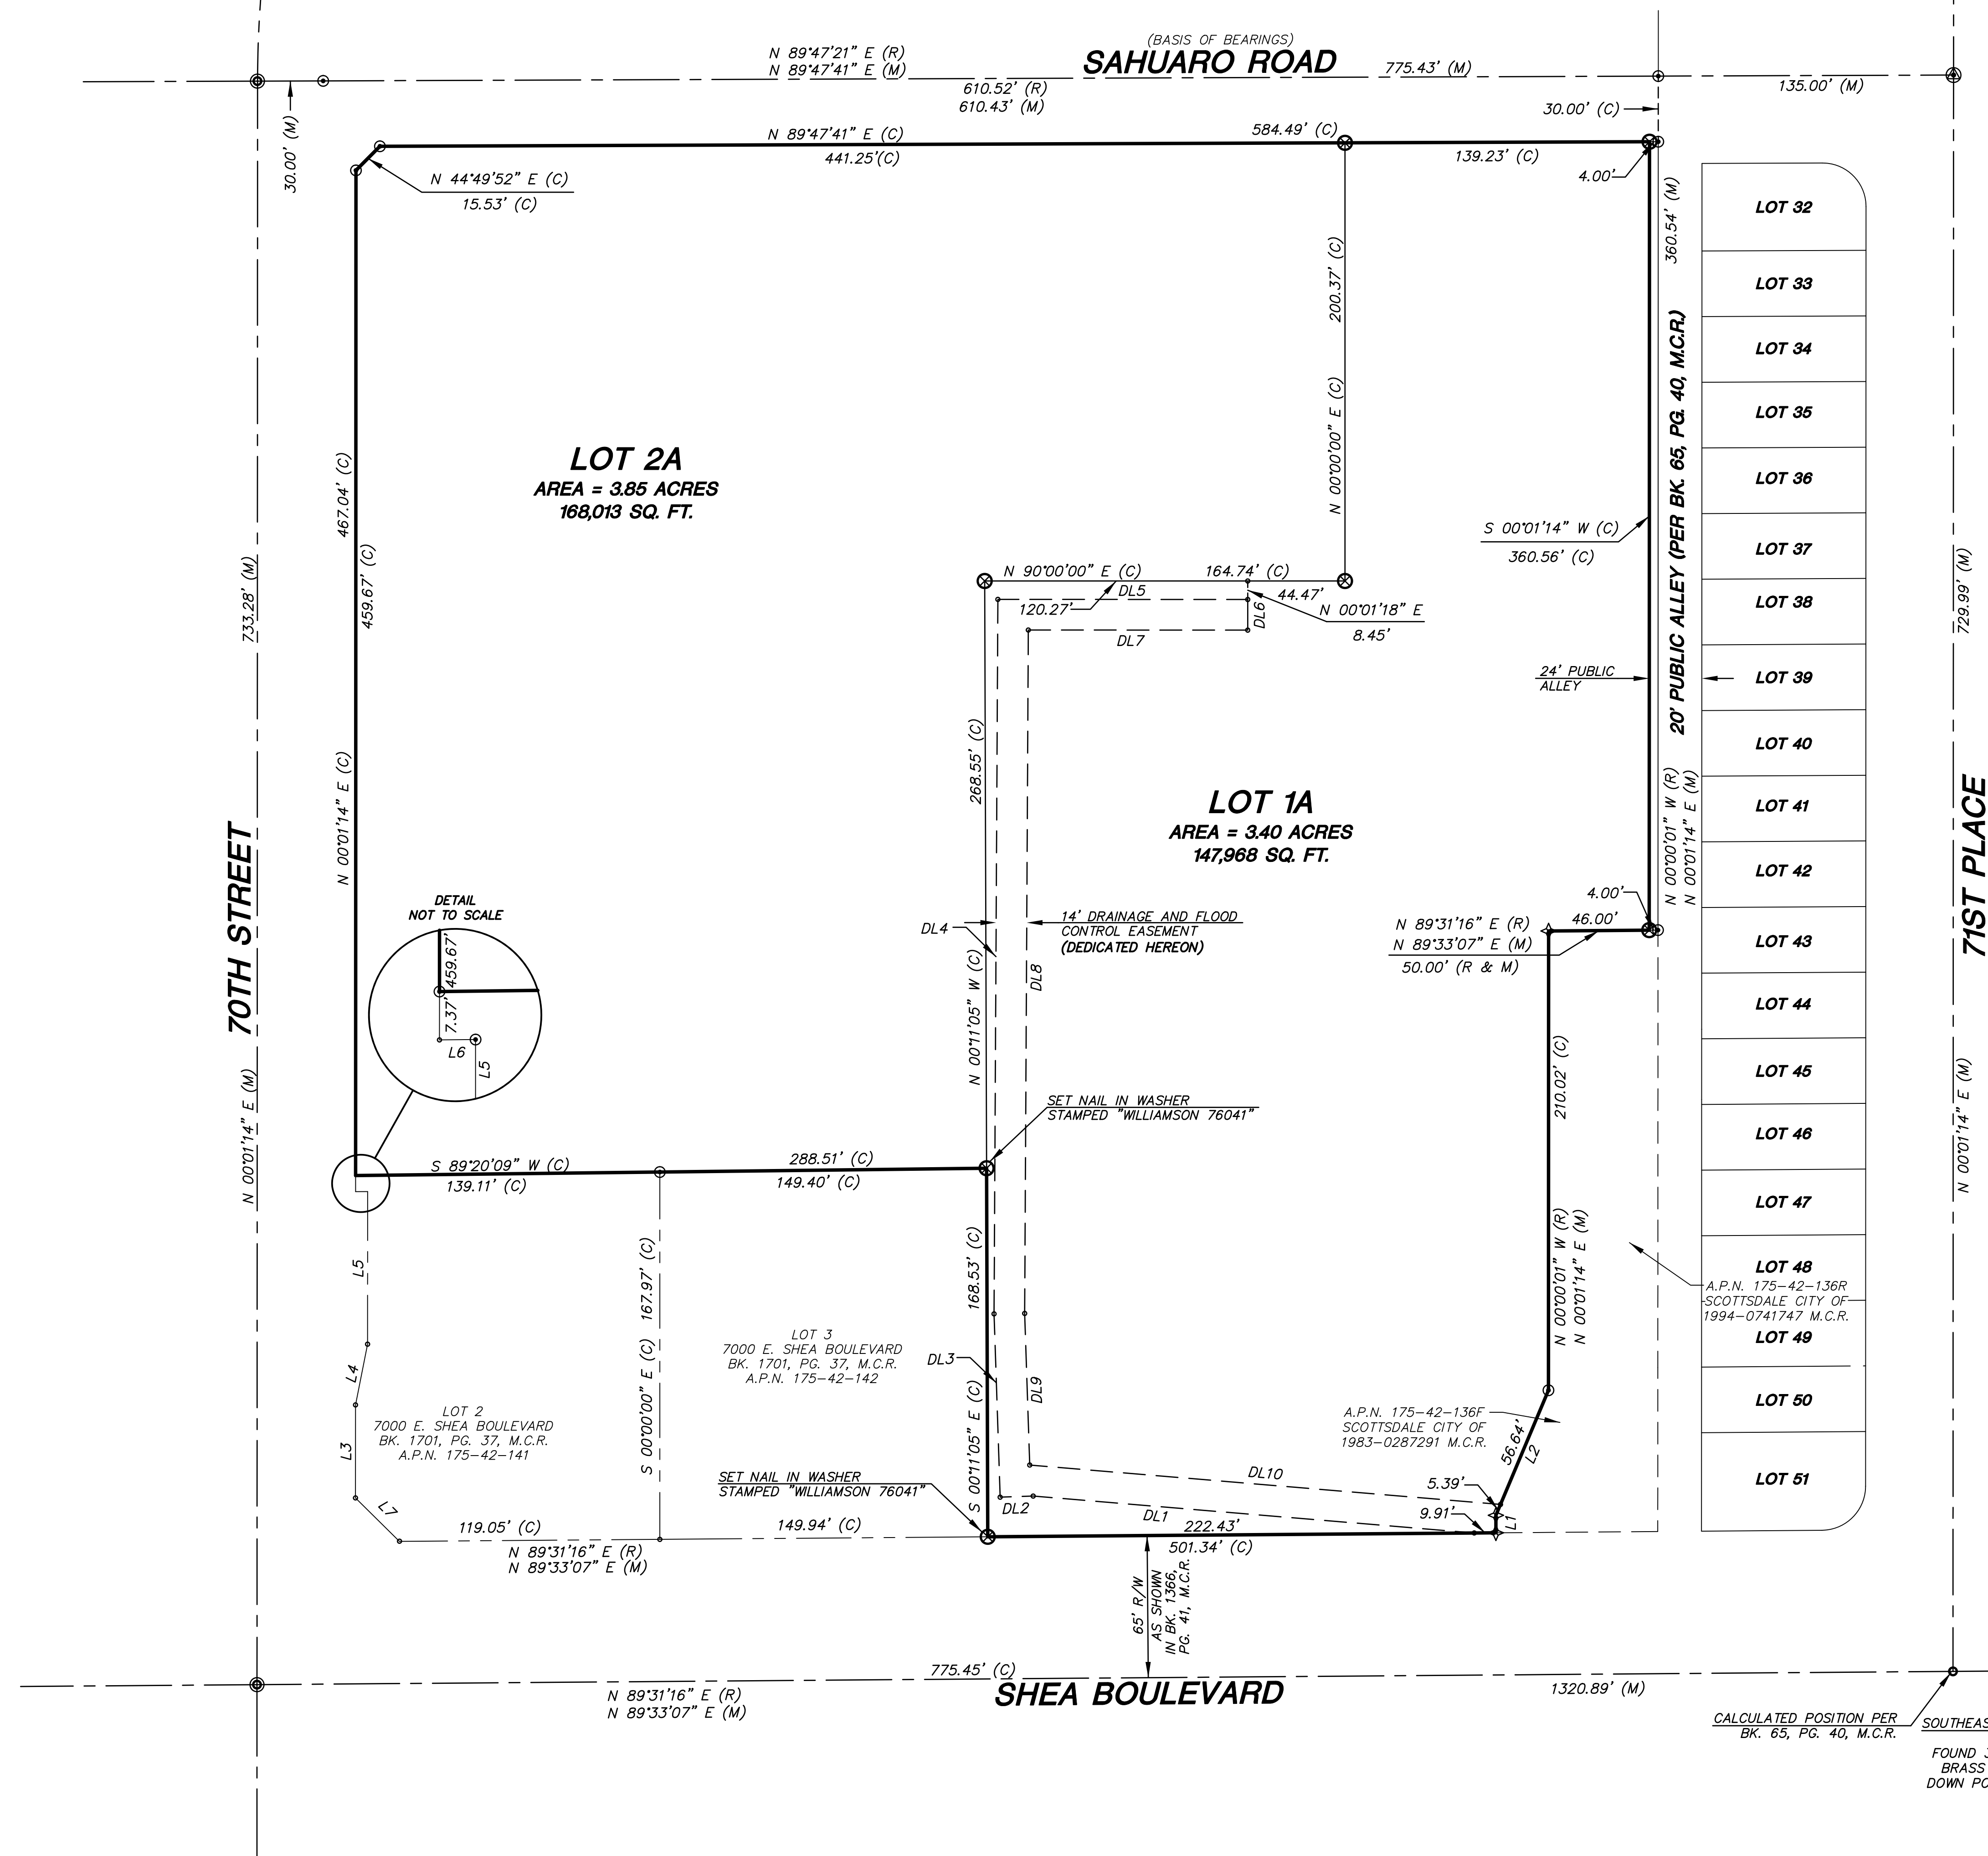 (BASIS OF BEARINGS)
SAHUARO ROAD
N 89°47'21" E (R)
N 89°47'41" E (M)
775.43' (M)
610.52' (R)
610.43' (M)
135.00' (M)
30.00' (C)
30.00' (M)
N 89°47'41" E (C)
584.49' (C)
441.25'(C)
139.23' (C)
N 44°49'52" E (C)
15.53' (C)
4.00'
360.54' (M)
LOT 32
LOT 33
LOT 34
LOT 35
LOT 36
LOT 37
LOT 38
LOT 39
LOT 40
LOT 41
LOT 42
LOT 43
LOT 44
LOT 45
LOT 46
LOT 47
LOT 48
A.P.N. 175-42-136R
SCOTTSDALE CITY OF
1994-0741747 M.C.R.
LOT 49
LOT 50
LOT 51
20' PUBLIC ALLEY (PER BK. 65, PG. 40, M.C.R.)
N 00°00'01" W (R)
N 00°01'14" E (M)
200.37' (C)
N 00°00'00" E (C)
S 00°01'14" W (C)
360.56' (C)
24' PUBLIC
ALLEY
LOT 2A
AREA = 3.85 ACRES
168,013 SQ. FT.
467.04' (C)
459.67' (C)
N 00°01'14" E (C)
733.28' (M)
70TH STREET
N 00°01'14" E (M)
729.99' (M)
71ST PLACE
N 00°01'14" E (M)
N 90°00'00" E (C)
164.74' (C)
DL5
120.27'
44.47'
DL6
N 00°01'18" E
8.45'
DL7
268.55' (C)
N 00°11'05" W (C)
LOT 1A
AREA = 3.40 ACRES
147,968 SQ. FT.
DL4
14' DRAINAGE AND FLOOD
CONTROL EASEMENT
(DEDICATED HEREON)
DL8
4.00'
46.00'
N 89°31'16" E (R)
N 89°33'07" E (M)
50.00' (R & M)
DETAIL
NOT TO SCALE
459.67'
7.37'
L6
L5
SET NAIL IN WASHER
STAMPED "WILLIAMSON 76041"
210.02' (C)
N 00°00'01" W (R)
N 00°01'14" E (M)
S 89°20'09" W (C)
139.11' (C)
288.51' (C)
149.40' (C)
168.53' (C)
S 00°11'05" E (C)
L5
L4
L3
L7
167.97' (C)
S 00°00'00" E (C)
LOT 3
7000 E. SHEA BOULEVARD
BK. 1701, PG. 37, M.C.R.
A.P.N. 175-42-142
DL3
DL9
LOT 2
7000 E. SHEA BOULEVARD
BK. 1701, PG. 37, M.C.R.
A.P.N. 175-42-141
A.P.N. 175-42-136F
SCOTTSDALE CITY OF
1983-0287291 M.C.R.
56.64'
L2
SET NAIL IN WASHER
STAMPED "WILLIAMSON 76041"
DL10
5.39'
9.91'
L1
DL2
DL1
119.05' (C)
149.94' (C)
222.43'
501.34' (C)
N 89°31'16" E (R)
N 89°33'07" E (M)
65' R/W
AS SHOWN
IN BK. 1366,
PG. 41, M.C.R.
775.45' (C)
SHEA BOULEVARD
N 89°31'16" E (R)
N 89°33'07" E (M)
1320.89' (M)
CALCULATED POSITION PER
BK. 65, PG. 40, M.C.R.
SOUTHEAS
FOUND
BRASS
DOWN